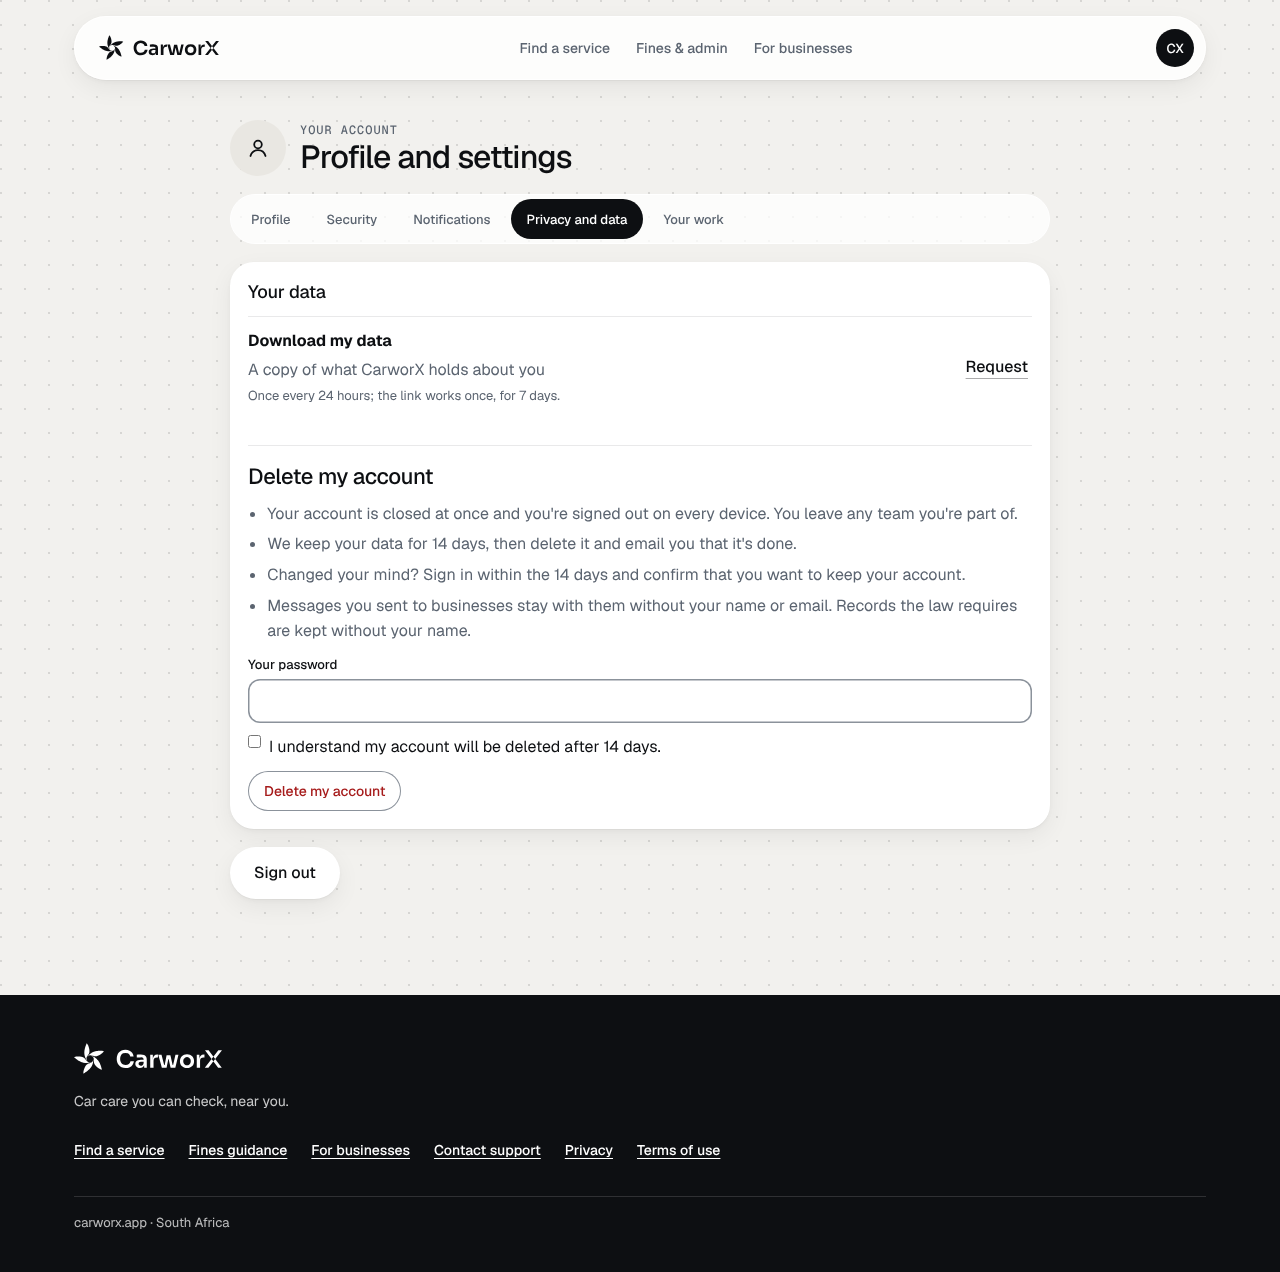 CarworX
Find a service
Fines & admin
For businesses
CX
YOUR ACCOUNT
Profile and settings
Profile
Security
Notifications
Privacy and data
Your work
Your data
Download my data
A copy of what CarworX holds about you
Once every 24 hours; the link works once, for 7 days.
Request
Delete my account
Your account is closed at once and you're signed out on every device. You leave any team you're part of.
We keep your data for 14 days, then delete it and email you that it's done.
Changed your mind? Sign in within the 14 days and confirm that you want to keep your account.
Messages you sent to businesses stay with them without your name or email. Records the law requires
are kept without your name.
Your password
I understand my account will be deleted after 14 days.
Delete my account
Sign out
CarworX
Car care you can check, near you.
Find a service
Fines guidance
For businesses
Contact support
Privacy
Terms of use
carworx.app · South Africa